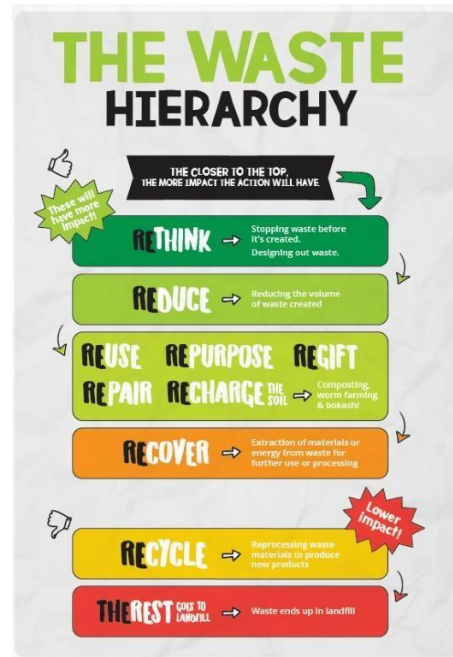 THE WASTE
HIERARCHY
THE CLOSER TO THE TOP,
THE MORE IMPACT THE ACTION WILL HAVE.
These will
have more
impact!
RETHINK
Stopping waste before
it's created.
Designing out waste.
REDUCE
Reducing the volume
of waste created
REUSE REPURPOSE REGIFT
REPAIR RECHARGE THE SOIL
Composting,
worm farming
& bokashi
RECOVER
Extraction of materials or
energy from waste for
further use or processing
Lower
impact!
RECYCLE
Reprocessing waste
materials to produce
new products
THE REST GOES TO LANDFILL
Waste ends up in landfill